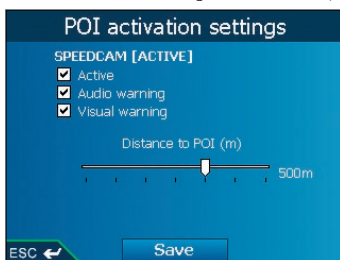 POI activation settings
SPEEDCAM [ACTIVE]
Active
Audio warning
Visual warning
Distance to POI (m)
500m
ESC
Save